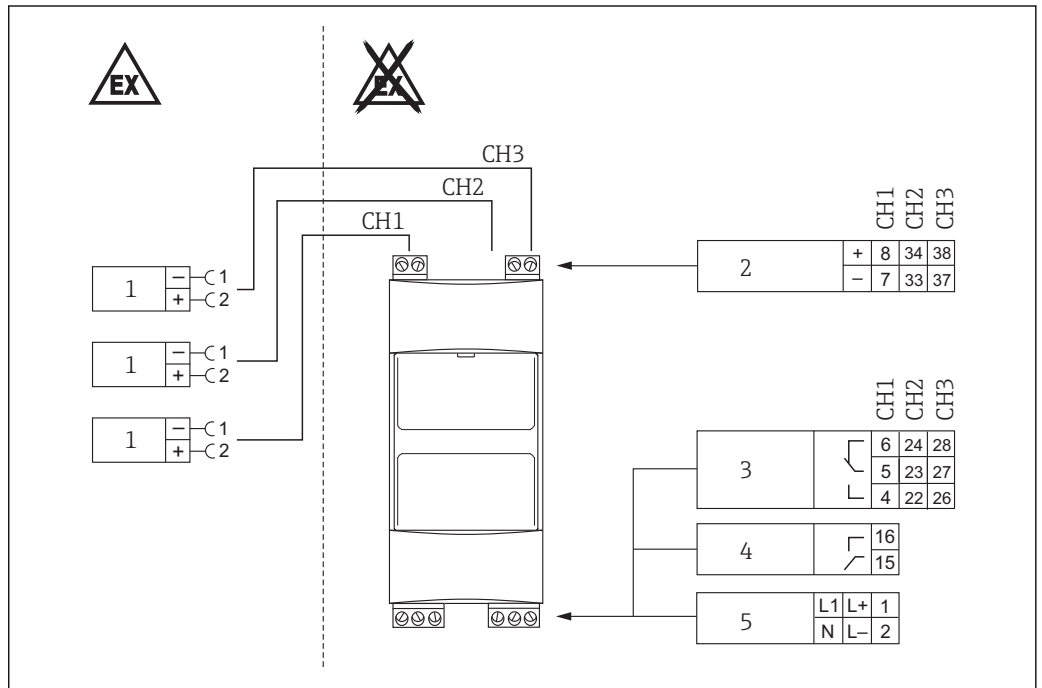 EX
EX
CH3
CH2
CH1
1 – 1
+ 2
1 – 1
+ 2
1 – 1
+ 2
CH1 CH2 CH3
2 + 8 34 38
– 7 33 37
CH1 CH2 CH3
3 6 24 28
5 23 27
4 22 26
4 16
15
5 L1 L+ 1
N L– 2